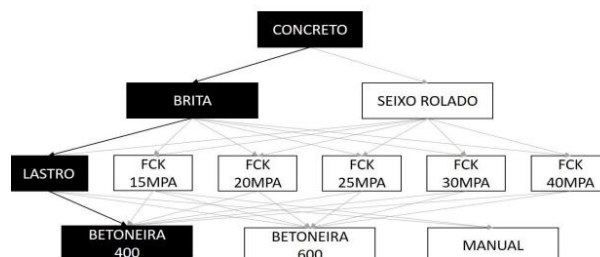 CONCRETO
BRITA
SEIXO ROLADO
LASTRO
FCK
15MPA
FCK
20MPA
FCK
25MPA
FCK
30MPA
FCK
40MPA
BETONEIRA
400
BETONEIRA
600
MANUAL